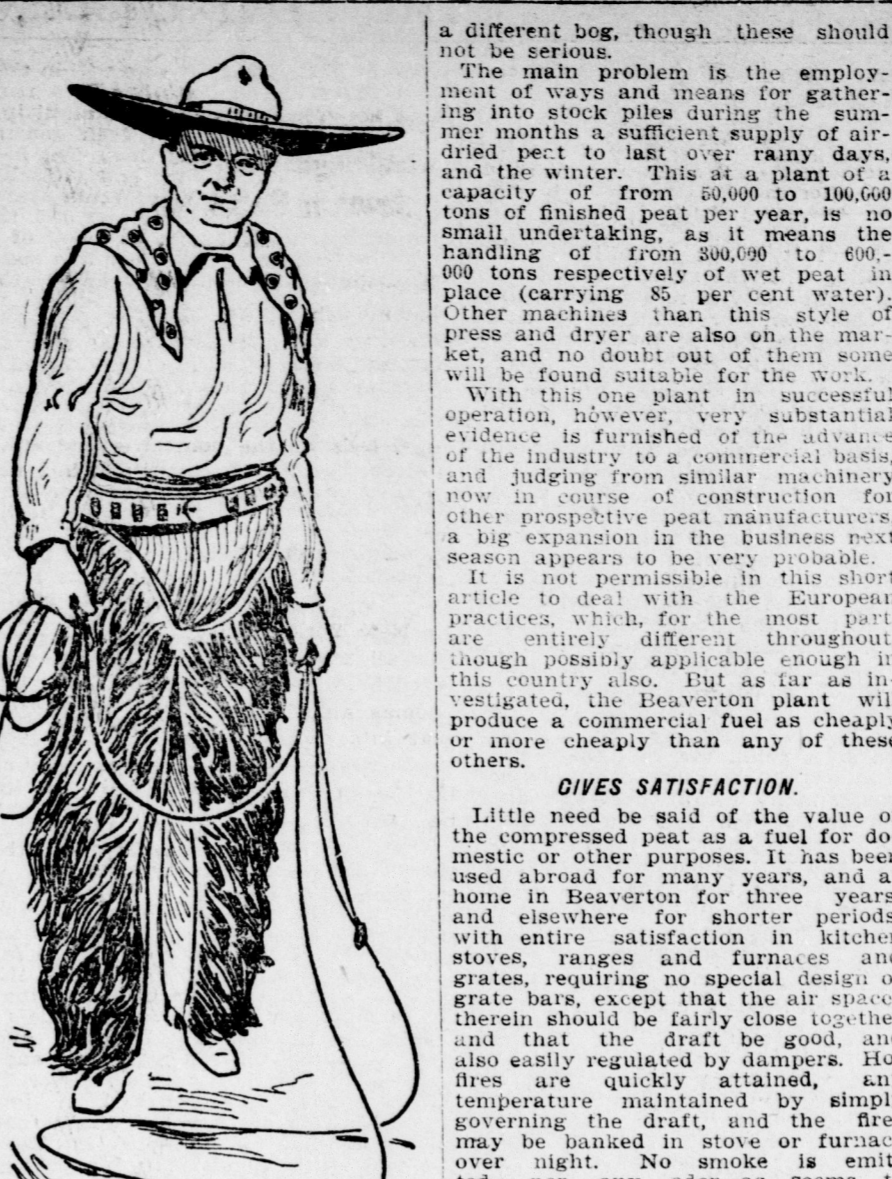 a different bog, though these should
not be serious.
The main problem is the employ-
ment of ways and means for gather-
ing into stock piles during the sum-
mer months a sufficient supply of air-
dried peat to last over rainy days,
and the winter. This at a plant of a
capacity of from 50,000 to 100,000
tons of finished peat per year, is no
small undertaking, as it means the
handling of from 300,000 to 600,-
000 tons respectively of wet peat in
place (carrying 85 per cent water).
Other machines than this style of
press and dryer are also on the mar-
ket, and no doubt out of them some
will be found suitable for the work.
With this one plant in successful
operation, however, very substantial
evidence is furnished of the advance
of the industry to a commercial basis,
and judging from similar machinery
now in course of construction for
other prospective peat manufacturers
a big expansion in the business next
season appears to be very probable.
It is not permissible in this short
article to deal with the European
practices, which, for the most part
are entirely different throughout
though possibly applicable enough in
this country also. But as far as in-
vestigated, the Beaverton plant wil
produce a commercial fuel as cheaply
or more cheaply than any of these
others.
GIVES SATISFACTION.
Little need be said of the value o
the compressed peat as a fuel for do
mestic or other purposes. It has been
used abroad for many years, and a
home in Beaverton for three years
and elsewhere for shorter periods
with entire satisfaction in kitchen
stoves, ranges and furnaces and
grates, requiring no special design o
grate bars, except that the air space
therein should be fairly close togethe
and that the draft be good, and
also easily regulated by dampers. Ho
fires are quickly attained, an
temperature maintained by simpl
governing the draft, and the fire
may be banked in stove or furnac
over night. No smoke is emit